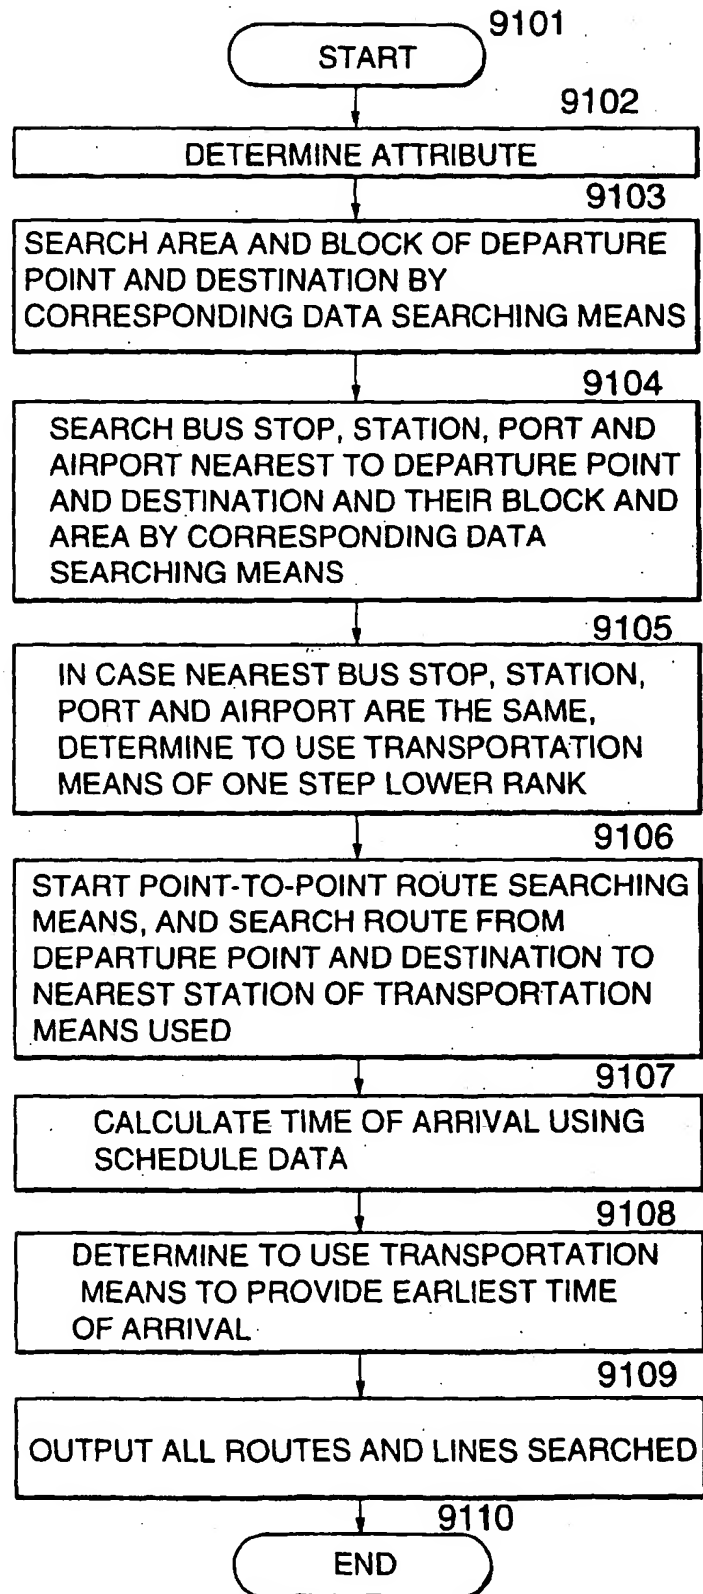 9101
START
9102
DETERMINE ATTRIBUTE
9103
SEARCH AREA AND BLOCK OF DEPARTURE
POINT AND DESTINATION BY
CORRESPONDING DATA SEARCHING MEANS
9104
SEARCH BUS STOP, STATION, PORT AND
AIRPORT NEAREST TO DEPARTURE POINT
AND DESTINATION AND THEIR BLOCK AND
AREA BY CORRESPONDING DATA
SEARCHING MEANS
9105
IN CASE NEAREST BUS STOP, STATION,
PORT AND AIRPORT ARE THE SAME,
DETERMINE TO USE TRANSPORTATION
MEANS OF ONE STEP LOWER RANK
9106
START POINT-TO-POINT ROUTE SEARCHING
MEANS, AND SEARCH ROUTE FROM
DEPARTURE POINT AND DESTINATION TO
NEAREST STATION OF TRANSPORTATION
MEANS USED
9107
CALCULATE TIME OF ARRIVAL USING
SCHEDULE DATA
9108
DETERMINE TO USE TRANSPORTATION
MEANS TO PROVIDE EARLIEST TIME
OF ARRIVAL
9109
OUTPUT ALL ROUTES AND LINES SEARCHED
9110
END